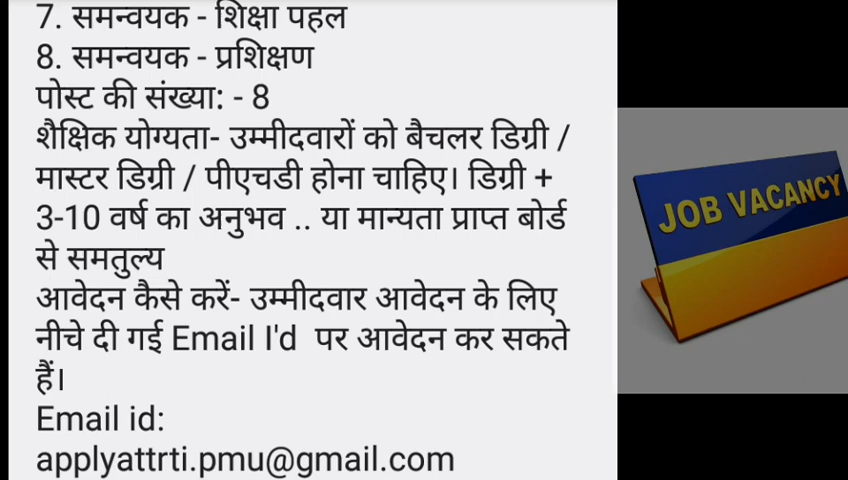 7. समन्वयक - शिक्षा पहल
8. समन्वयक - प्रशिक्षण
पोस्ट की संख्या: - 8
शैक्षिक योग्यता- उम्मीदवारों को बैचलर डिग्री /
मास्टर डिग्री / पीएचडी होना चाहिए। डिग्री +
3-10 वर्ष का अनुभव .. या मान्यता प्राप्त बोर्ड
से समतुल्य
आवेदन कैसे करें- उम्मीदवार आवेदन के लिए
नीचे दी गई Email I'd पर आवेदन कर सकते
हैं।
Email id:
applyattrti.pmu@gmail.com
JOB VACANCY